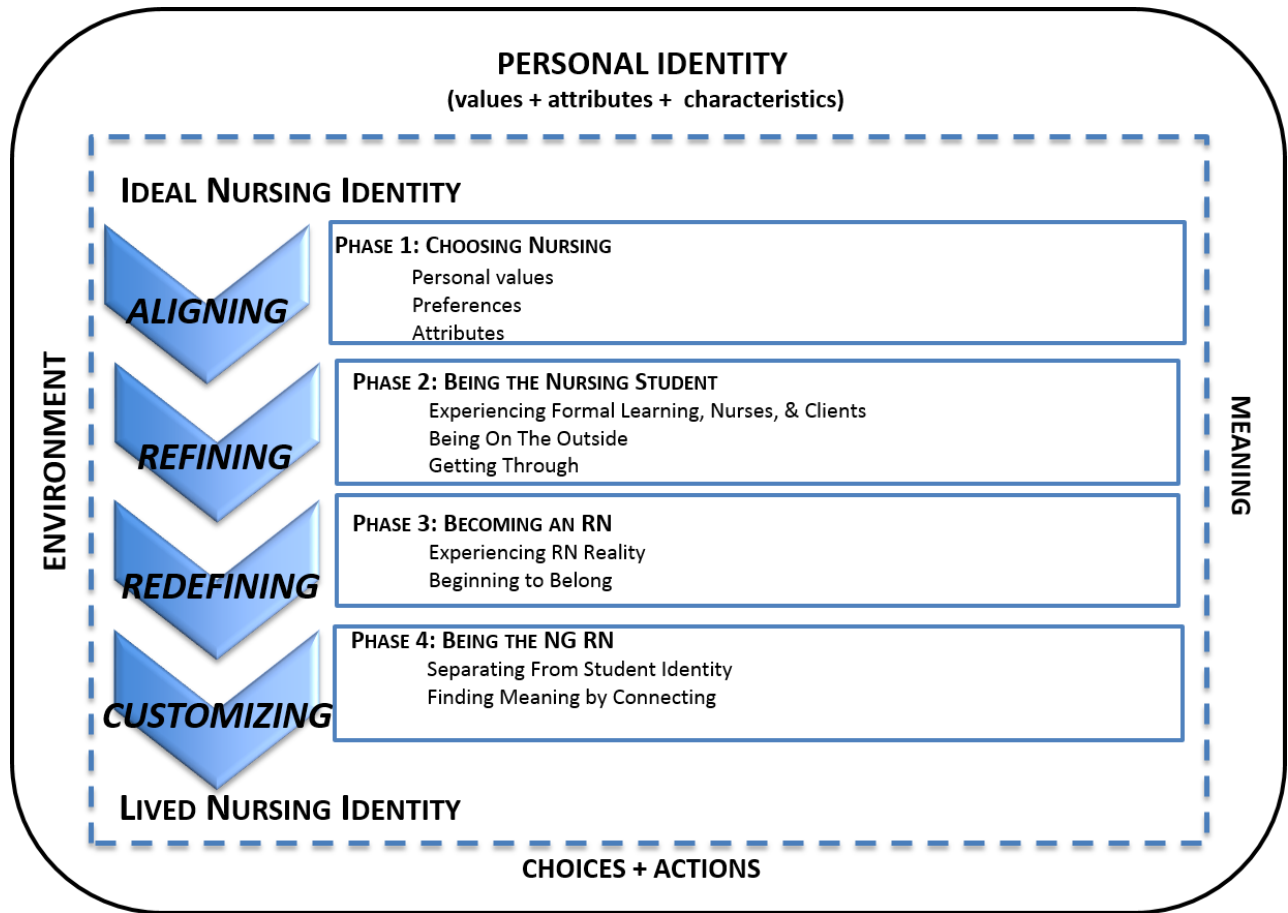 PERSONAL IDENTITY
(values + attributes + characteristics)
IDEAL NURSING IDENTITY
ALIGNING
PHASE 1: CHOOSING NURSING
Personal values
Preferences
Attributes
REFINING
PHASE 2: BEING THE NURSING STUDENT
Experiencing Formal Learning, Nurses, & Clients
Being On The Outside
Getting Through
REDEFINING
PHASE 3: BECOMING AN RN
Experiencing RN Reality
Beginning to Belong
CUSTOMIZING
PHASE 4: BEING THE NG RN
Separating From Student Identity
Finding Meaning by Connecting
LIVED NURSING IDENTITY
ENVIRONMENT
MEANING
CHOICES + ACTIONS